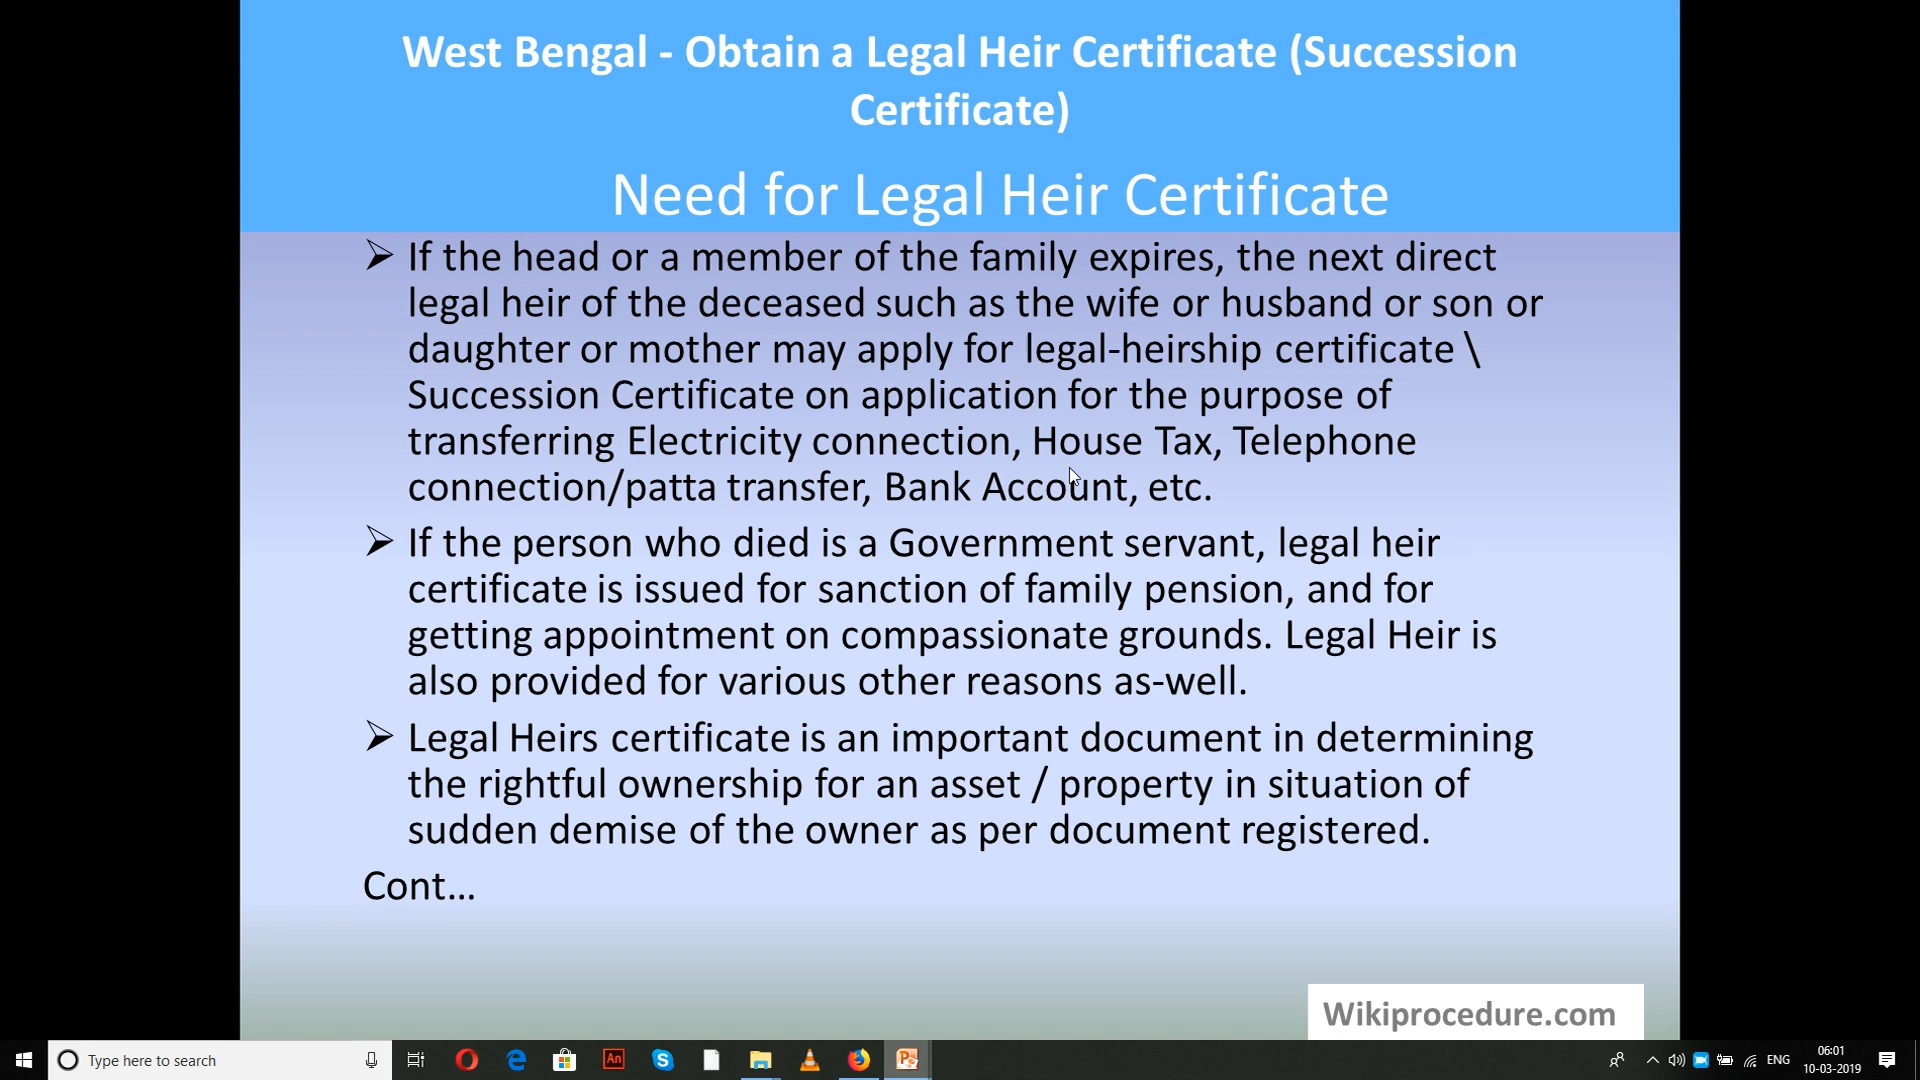 West Bengal - Obtain a Legal Heir Certificate (Succession
Certificate)
Need for Legal Heir Certificate
➢ If the head or a member of the family expires, the next direct
legal heir of the deceased such as the wife or husband or son or
daughter or mother may apply for legal-heirship certificate \
Succession Certificate on application for the purpose of
transferring Electricity connection, House Tax, Telephone
connection/patta transfer, Bank Account, etc.
➢ If the person who died is a Government servant, legal heir
certificate is issued for sanction of family pension, and for
getting appointment on compassionate grounds. Legal Heir is
also provided for various other reasons as-well.
➢ Legal Heirs certificate is an important document in determining
the rightful ownership for an asset / property in situation of
sudden demise of the owner as per document registered.
Cont...
Wikiprocedure.com
Type here to search
An
ENG
06:01
10-03-2019